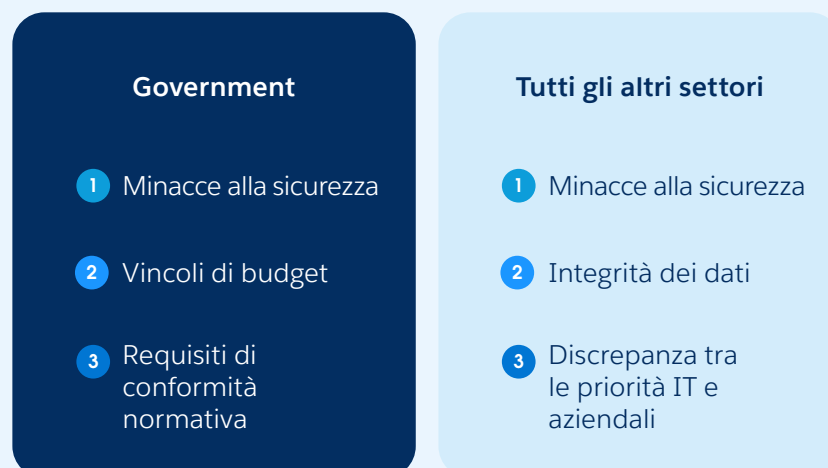 Government
1 Minacce alla sicurezza
2 Vincoli di budget
3 Requisiti di
conformità
normativa
Tutti gli altri settori
1 Minacce alla sicurezza
2 Integrità dei dati
3 Discrepanza tra
le priorità IT e
aziendali